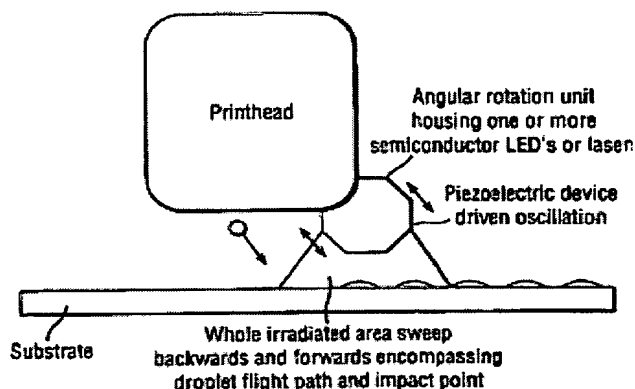 Printhead
Angular rotation unit
housing one or more
semiconductor LED's or laser
Piezoelectric device
driven oscillation
Substrate
Whole irradiated area sweep
backwards and forwards encompassing
droplet flight path and impact point